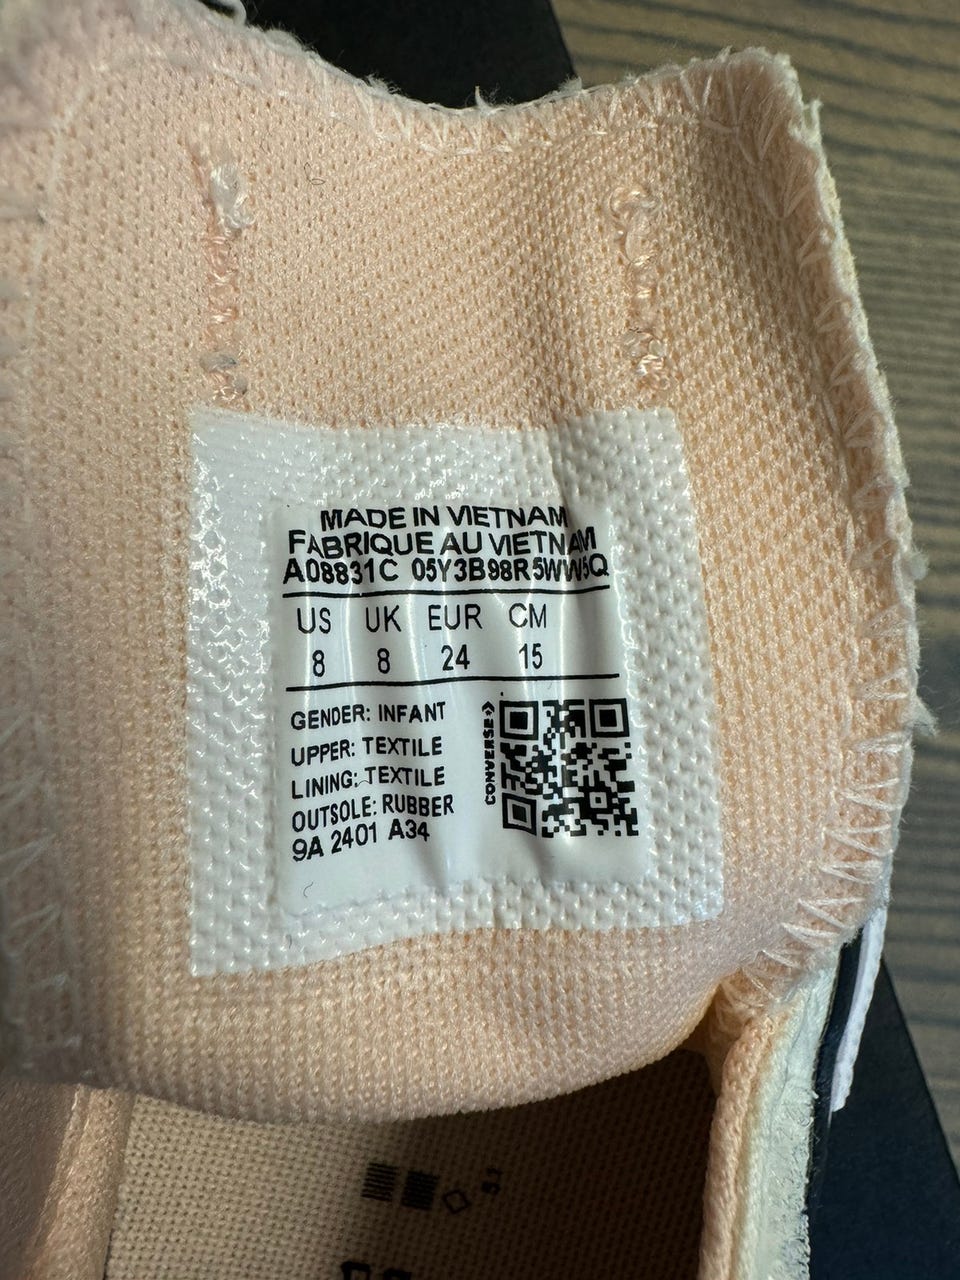 MADE IN VIETNAM
FABRIQUE AU VIETNAM
A08831C 05Y3B98R5WW5Q
US UK EUR CM
8 8 24 15
GENDER: INFANT
UPPER: TEXTILE
LINING: TEXTILE
OUTSOLE: RUBBER
9A 2401 A34
CONVERSE